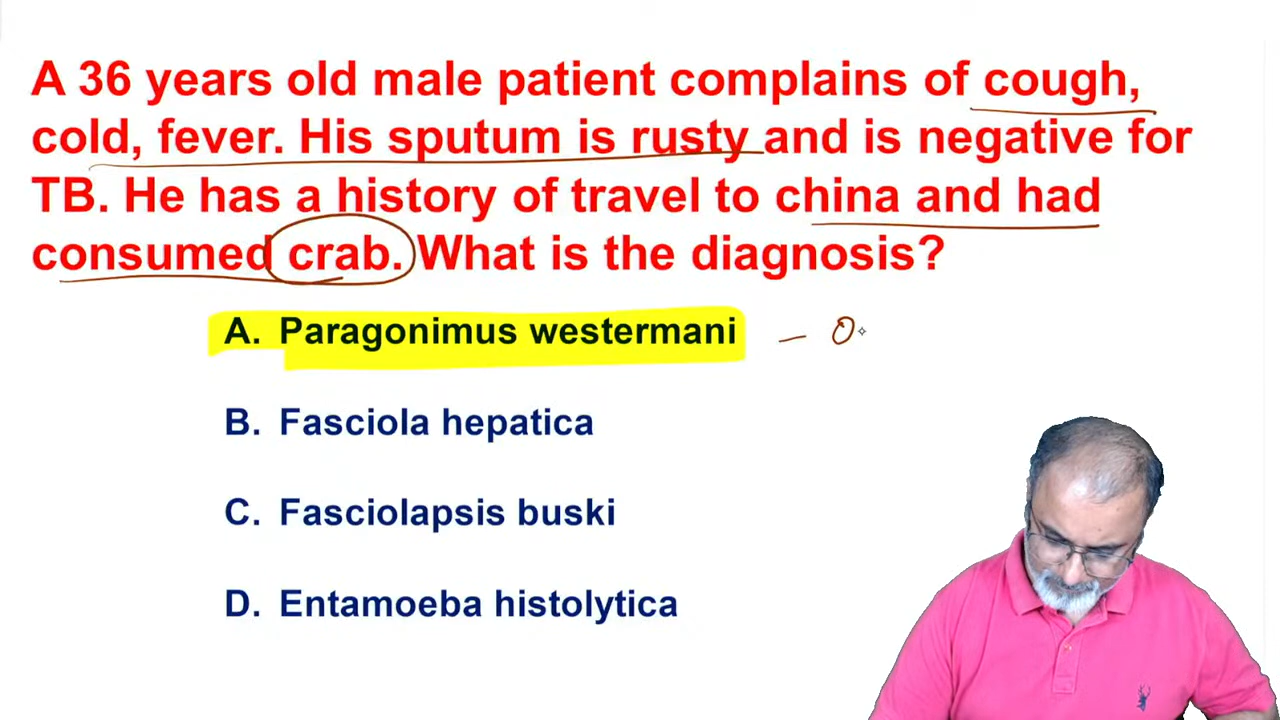 A 36 years old male patient complains of cough,
cold, fever. His sputum is rusty and is negative for
TB. He has a history of travel to china and had
consumed crab. What is the diagnosis?
A. Paragonimus westermani – O
B. Fasciola hepatica
C. Fasciolapsis buski
D. Entamoeba histolytica